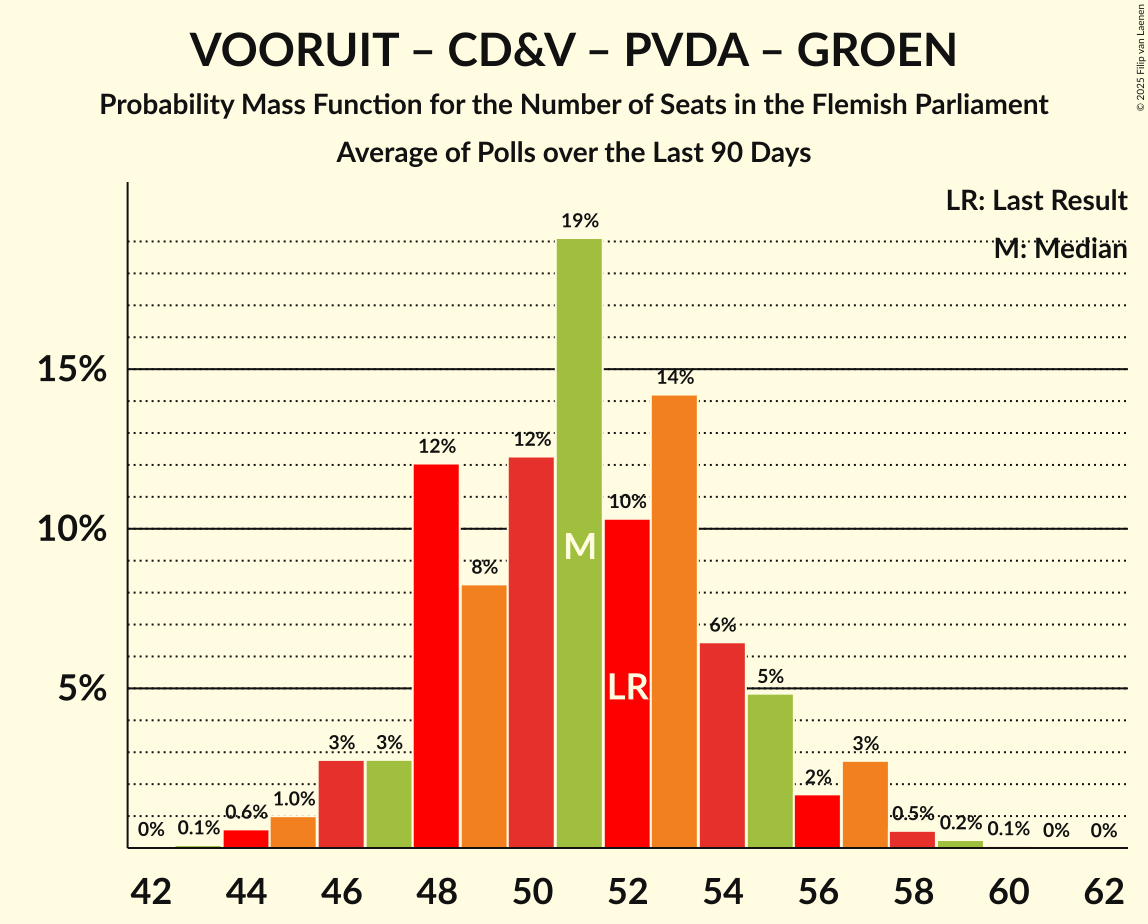 VOORUIT – CD&V – PVDA – GROEN
Probability Mass Function for the Number of Seats in the Flemish Parliament
Average of Polls over the Last 90 Days
© 2025 Filip van Laenen
LR: Last Result
M: Median
15%
10%
5%
0%
0.1%
0.6%
1.0%
3%
3%
12%
8%
12%
19%
10%
14%
6%
5%
2%
3%
0.5%
0.2%
0.1%
0%
0%
M
LR
42 44 46 48 50 52 54 56 58 60 62